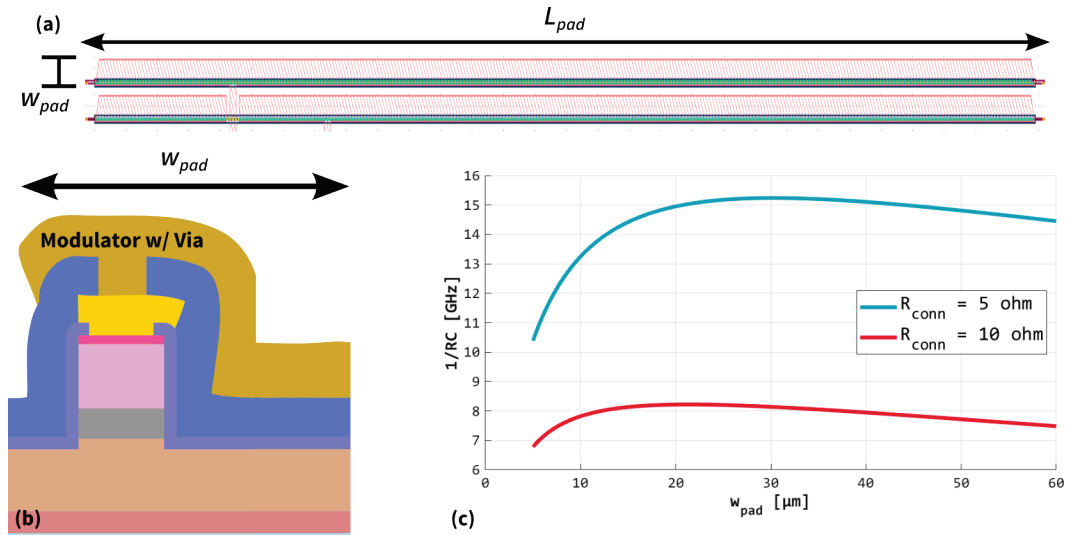 (a)
L_pad
w_pad
w_pad
Modulator w/ Via
(b)
16
15
14
13
12
11
10
9
8
7
6
1/RC [GHz]
R_conn = 5 ohm
R_conn = 10 ohm
0 10 20 30 40 50 60
w_pad [µm]
(c)